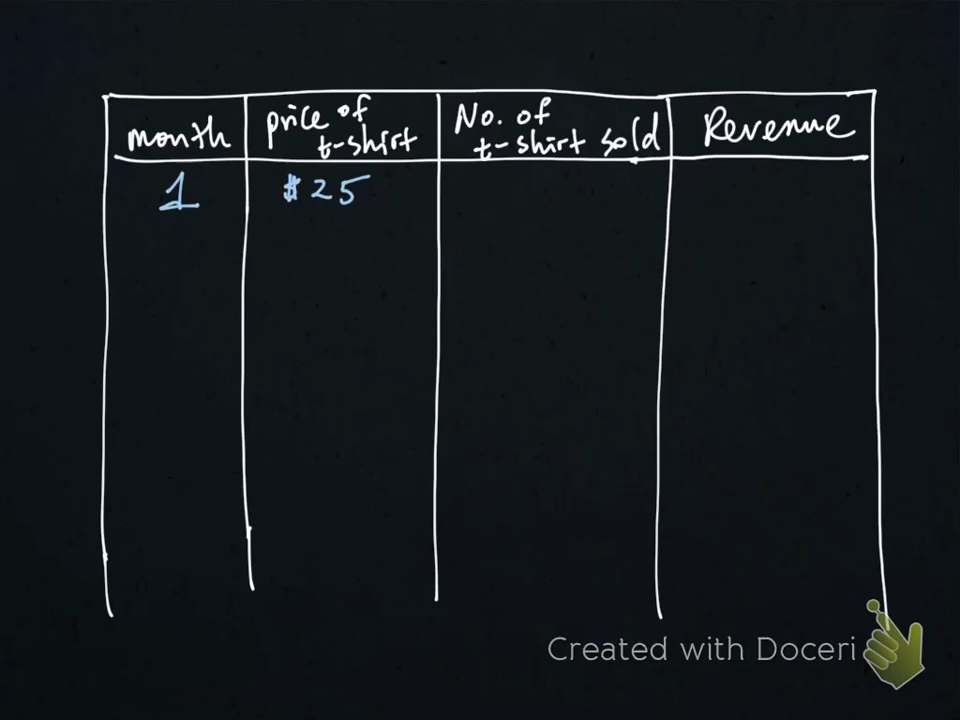 month
price of
t-shirt
No. of
t-shirt sold
Revenue
1
$25
Created with Doceri